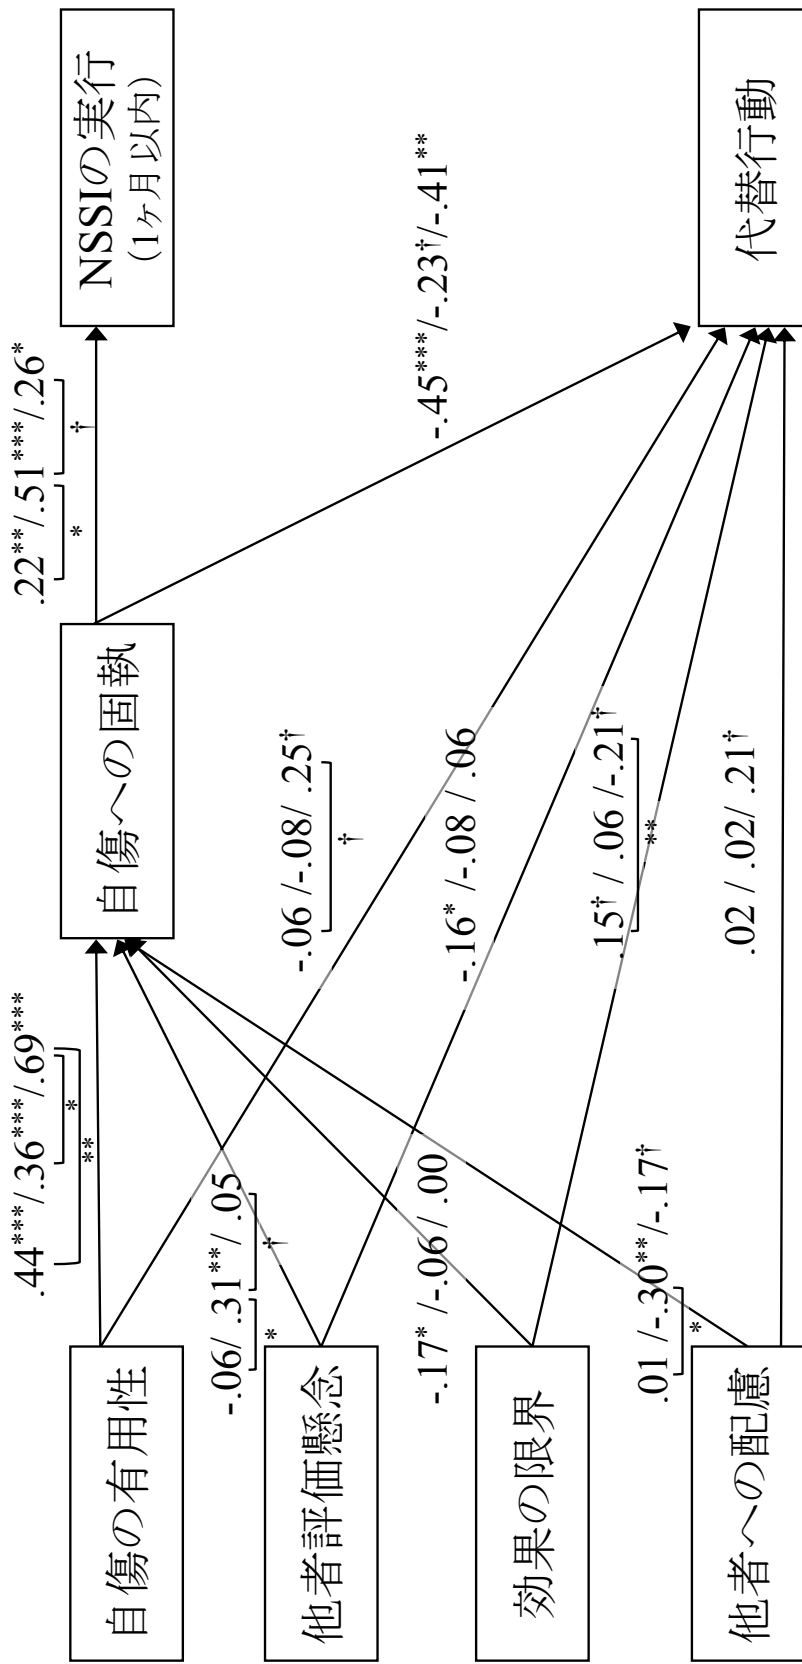 自傷の有用性
他者評価懸念
効果の限界
他者への配慮
自傷への固執
NSSIの実行
(1ヶ月以内)
代替行動
.44***/.36***/.69****
*
**
-.06/ .31**/ .05
*
†
-.17* /-.06 / .00
.01 /-.30**/-.17†
*
.22**/.51***/.26*
*
†
-.45***/-.23†/-.41**
-.06 /-.08/ .25†
†
-.16* /-.08 / .06
.15† / .06 /-.21†
**
.02 / .02/ .21†